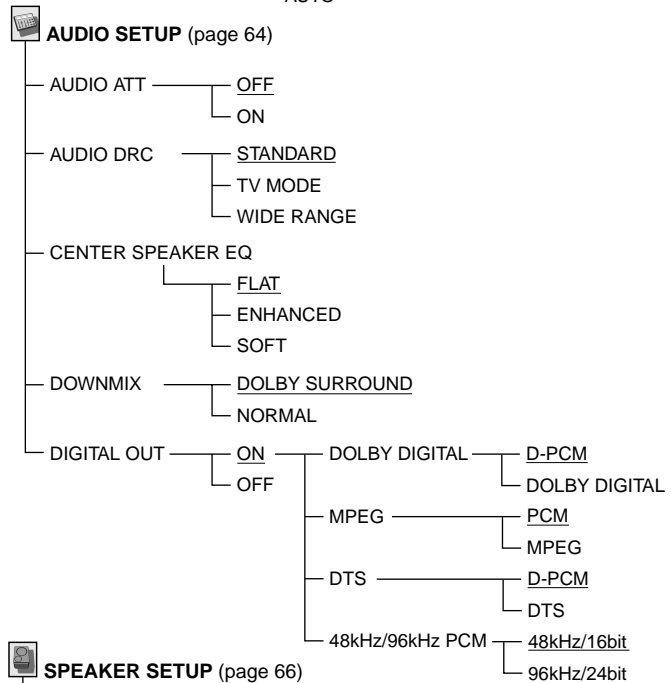 AUDIO SETUP (page 64)
AUDIO ATT OFF
ON
AUDIO DRC STANDARD
TV MODE
WIDE RANGE
CENTER SPEAKER EQ
FLAT
ENHANCED
SOFT
DOWNMIX DOLBY SURROUND
NORMAL
DIGITAL OUT ON DOLBY DIGITAL D-PCM
OFF DOLBY DIGITAL
MPEG PCM
MPEG
DTS D-PCM
DTS
48kHz/96kHz PCM 48kHz/16bit
SPEAKER SETUP (page 66) 96kHz/24bit